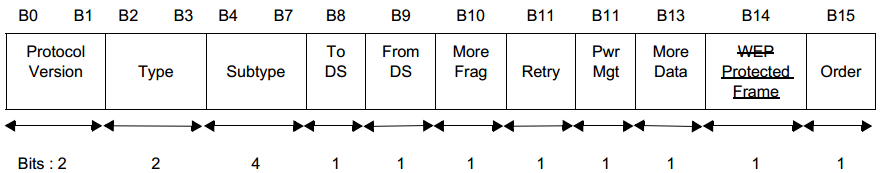 B0 B1 B2 B3 B4 B7 B8 B9 B10 B11 B11 B13 B14 B15
Protocol Version
Type
Subtype
To DS
From DS
More Frag
Retry
Pwr Mgt
More Data
WEP Protected Frame
Order
Bits : 2 2 4 1 1 1 1 1 1 1 1